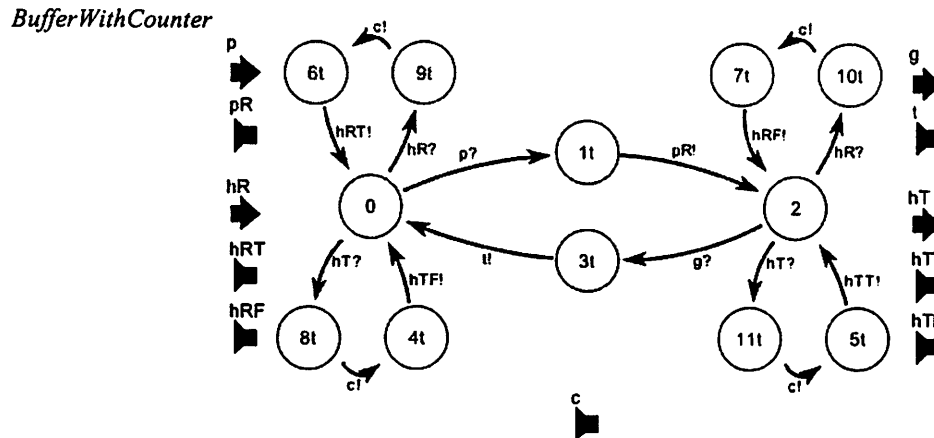 BufferWithCounter
p
pR
hR
hRT
hRF
6t
c!
9t
hRT!
hR?
0
hT?
hTF!
8t
c!
4t
p?
1t
pR!
t!
3t
g?
7t
c!
10t
hRF!
hR?
2
hT?
hTT!
11t
c!
5t
g
t
hT
c